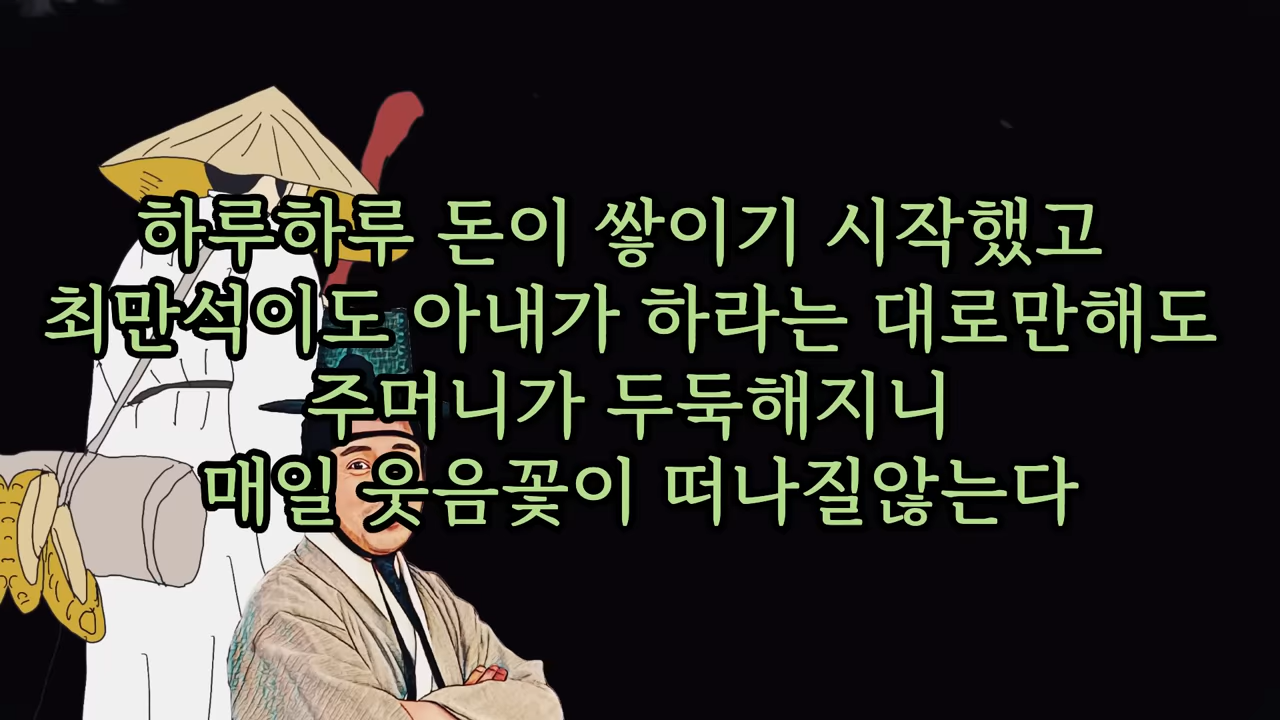 하루하루 돈이 쌓이기 시작했고
최만석이도 아내가 하라는 대로만해도
주머니가 두둑해지니
매일 웃음꽃이 떠나질않는다